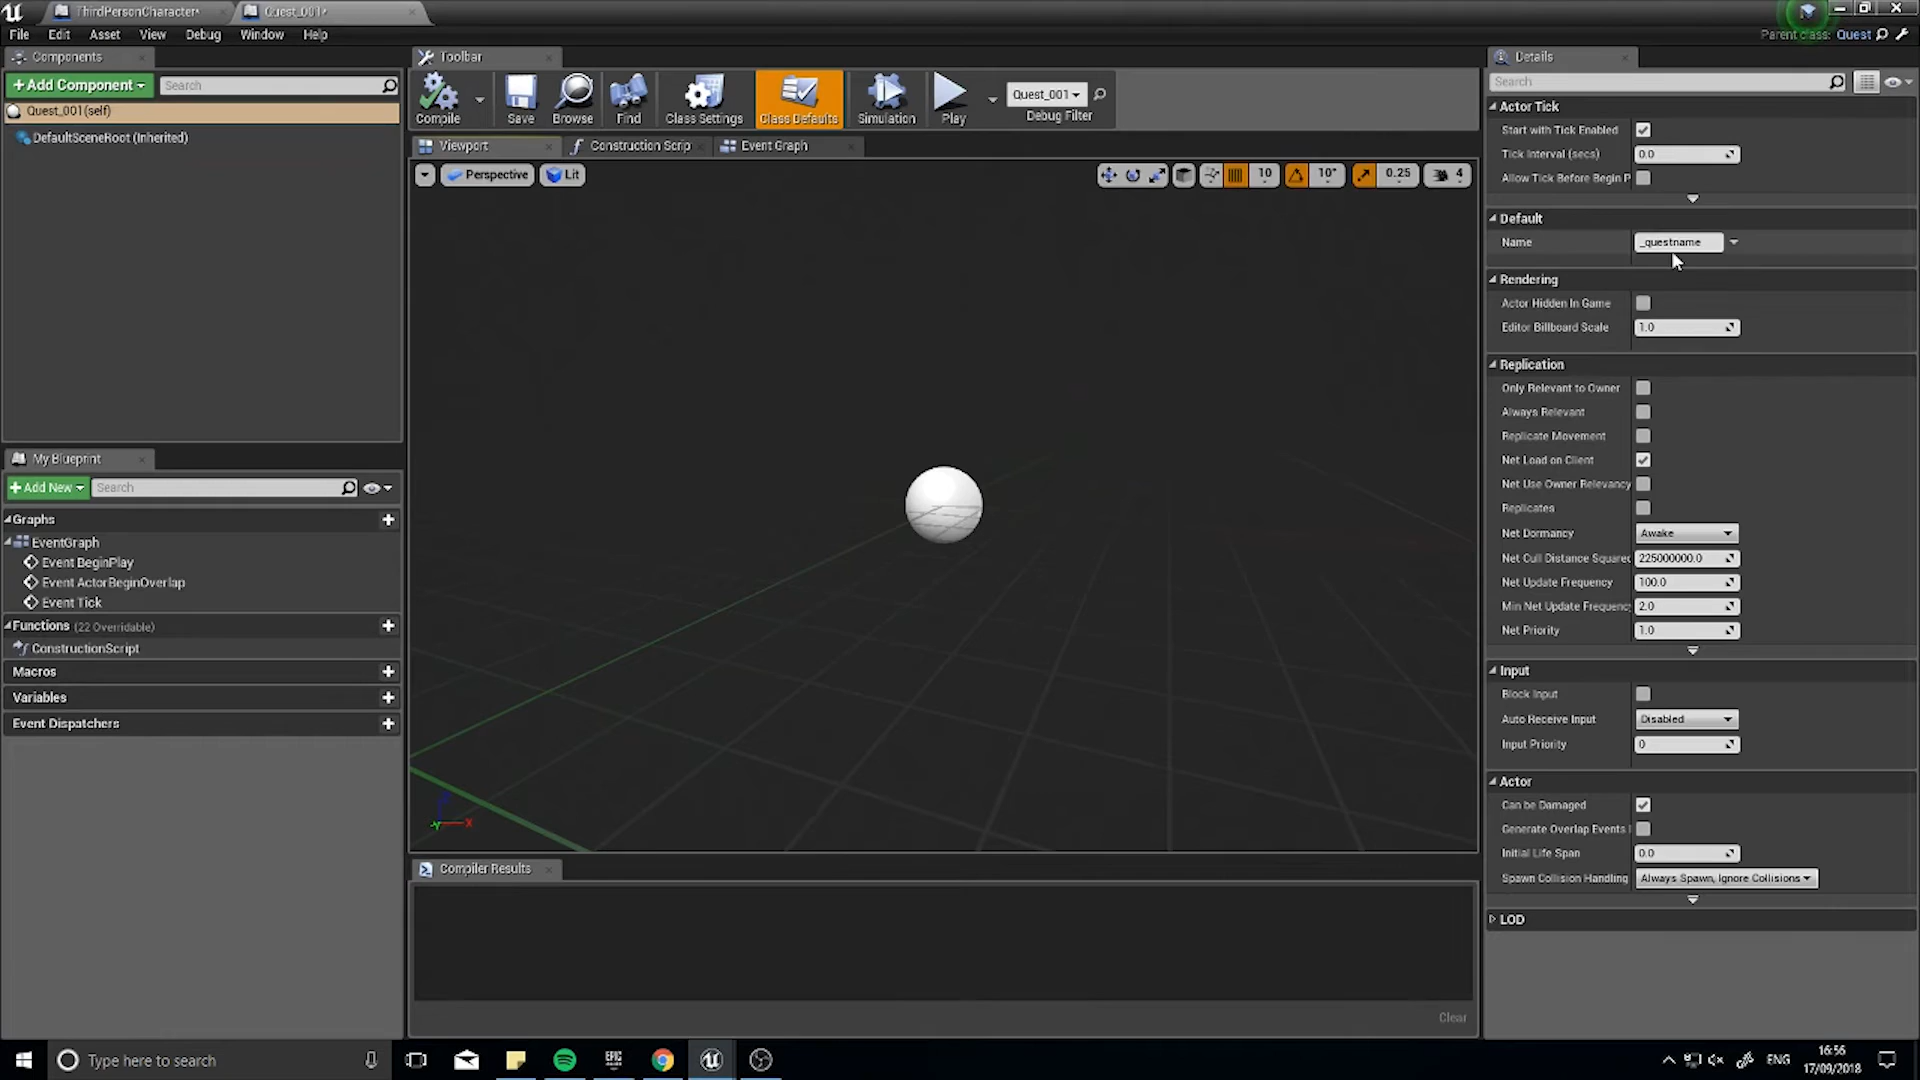 ThirdPersonCharacter*
Quest_001*
File Edit Asset View Debug Window Help
Parent class: Quest
Components
Toolbar
Details
+Add Component
Search
Search
Quest_001(self)
DefaultSceneRoot (Inherited)
Compile
Save
Browse
Find
Class Settings
Class Defaults
Simulation
Play
Quest_001
Debug Filter
Viewport
Construction Scrip
Event Graph
Perspective
Lit
10
10°
0.25
4
Actor Tick
Start with Tick Enabled
Tick Interval (secs) 0.0
Allow Tick Before Begin P
Default
Name _questname
Rendering
Actor Hidden In Game
Editor Billboard Scale 1.0
Replication
Only Relevant to Owner
Always Relevant
Replicate Movement
Net Load on Client
Net Use Owner Relevancy
Replicates
Net Dormancy Awake
Net Cull Distance Squared 225000000.0
Net Update Frequency 100.0
Min Net Update Frequency 2.0
Net Priority 1.0
Input
Block Input
Auto Receive Input Disabled
Input Priority 0
Actor
Can be Damaged
Generate Overlap Events
Initial Life Span 0.0
Spawn Collision Handling Always Spawn, Ignore Collisions
LOD
My Blueprint
+Add New
Search
Graphs
EventGraph
Event BeginPlay
Event ActorBeginOverlap
Event Tick
Functions (22 Overridable)
ConstructionScript
Macros
Variables
Event Dispatchers
Z
Y
X
Compiler Results
Clear
Type here to search
EPIC GAMES
ENG
16:56
17/09/2018